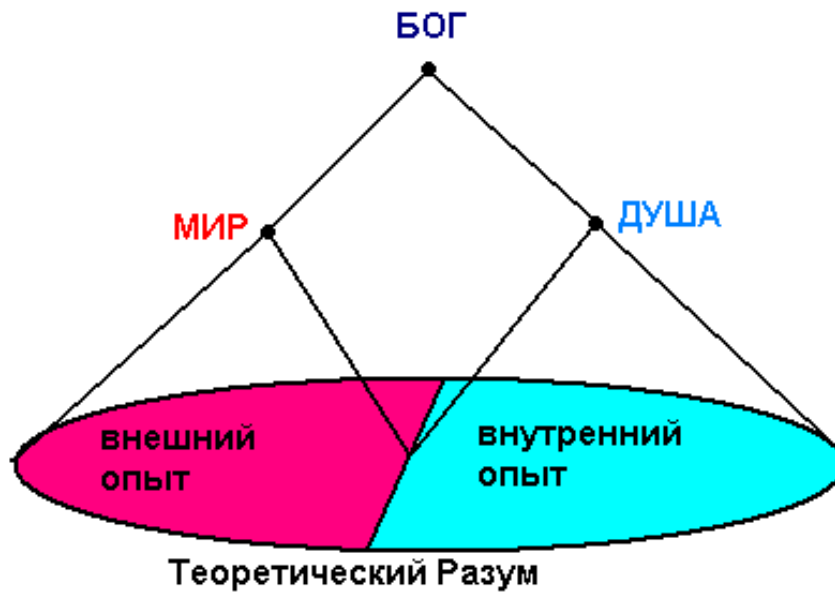 БОГ
МИР
ДУША
внешний
опыт
внутренний
опыт
Теоретический Разум